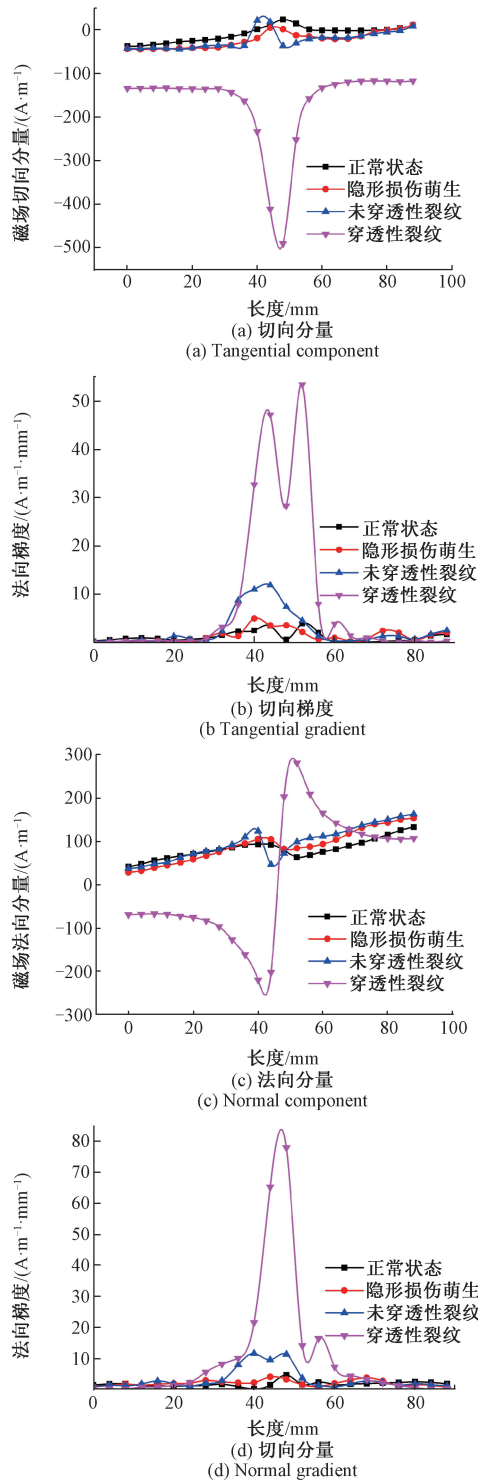 0
−100
−200
−300
−400
−500
磁场切向分量/(A·m⁻¹)
正常状态
隐形损伤萌生
未穿透性裂纹
穿透性裂纹
0 20 40 60 80 100
长度/mm
(a) 切向分量
(a) Tangential component
50
40
30
20
10
法向梯度/(A·m⁻¹·mm⁻¹)
正常状态
隐形损伤萌生
未穿透性裂纹
穿透性裂纹
0 20 40 60 80
长度/mm
(b) 切向梯度
(b Tangential gradient
300
200
100
0
−100
−200
−300
磁场法向分量/(A·m⁻¹)
正常状态
隐形损伤萌生
未穿透性裂纹
穿透性裂纹
0 20 40 60 80 100
长度/mm
(c) 法向分量
(c) Normal component
80
70
60
50
40
30
20
10
法向梯度/(A·m⁻¹·mm⁻¹)
正常状态
隐形损伤萌生
未穿透性裂纹
穿透性裂纹
0 20 40 60 80
长度/mm
(d) 切向分量
(d) Normal gradient